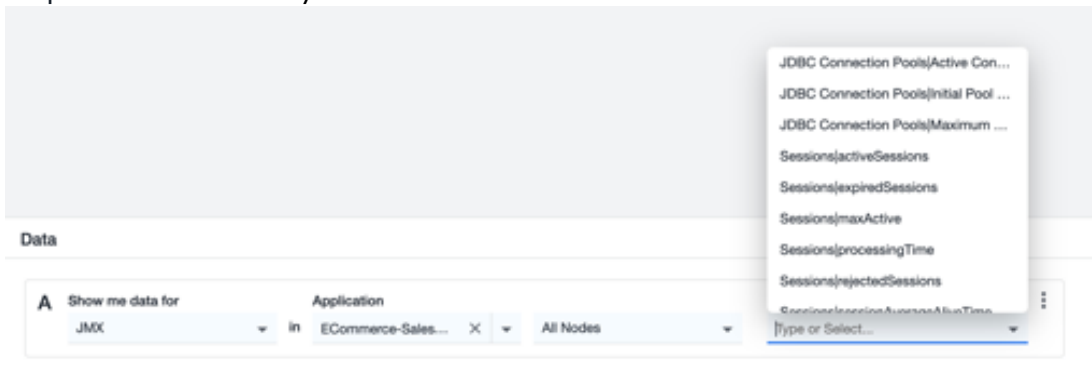 JDBC Connection Pools|Active Con...
JDBC Connection Pools|Initial Pool ...
JDBC Connection Pools|Maximum ...
Sessions|activeSessions
Sessions|expiredSessions
Sessions|maxActive
Sessions|processingTime
Sessions|rejectedSessions
Sessions|sessionAverageAliveTime
Data
A Show me data for Application
JMX in ECommerce-Sales... All Nodes Type or Select...